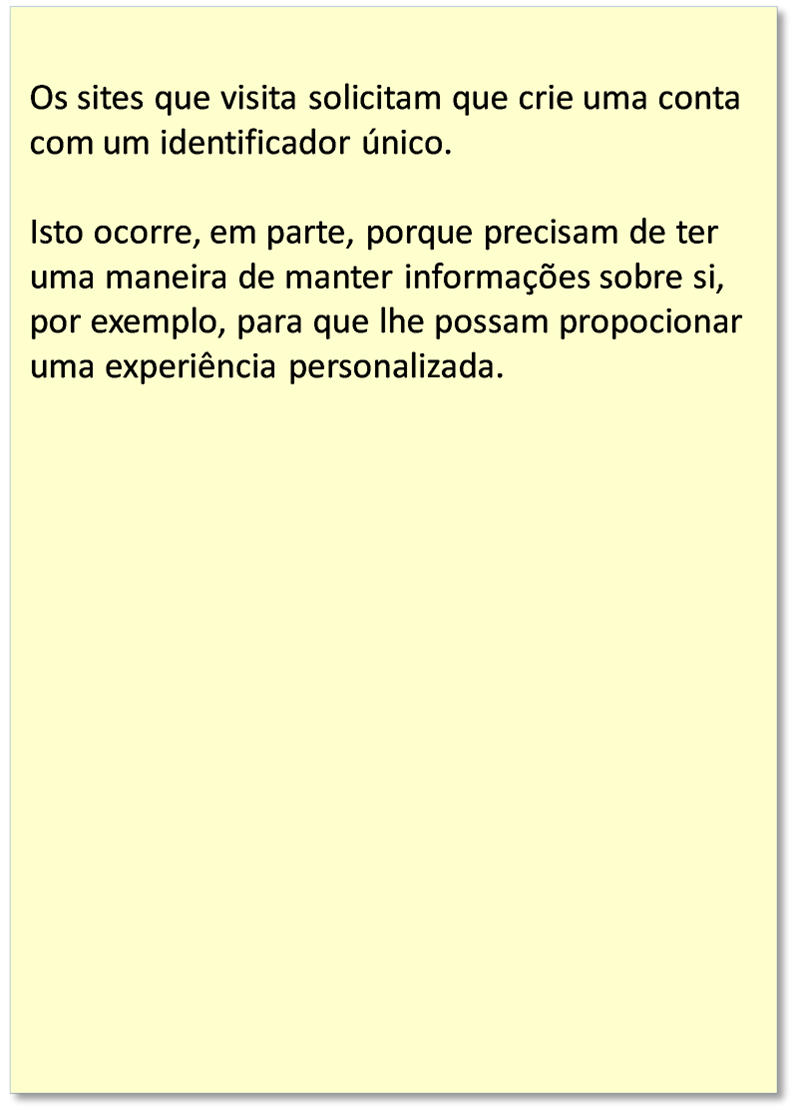 Os sites que visita solicitam que crie uma conta
com um identificador único.
Isto ocorre, em parte, porque precisam de ter
uma maneira de manter informações sobre si,
por exemplo, para que lhe possam propocionar
uma experiência personalizada.